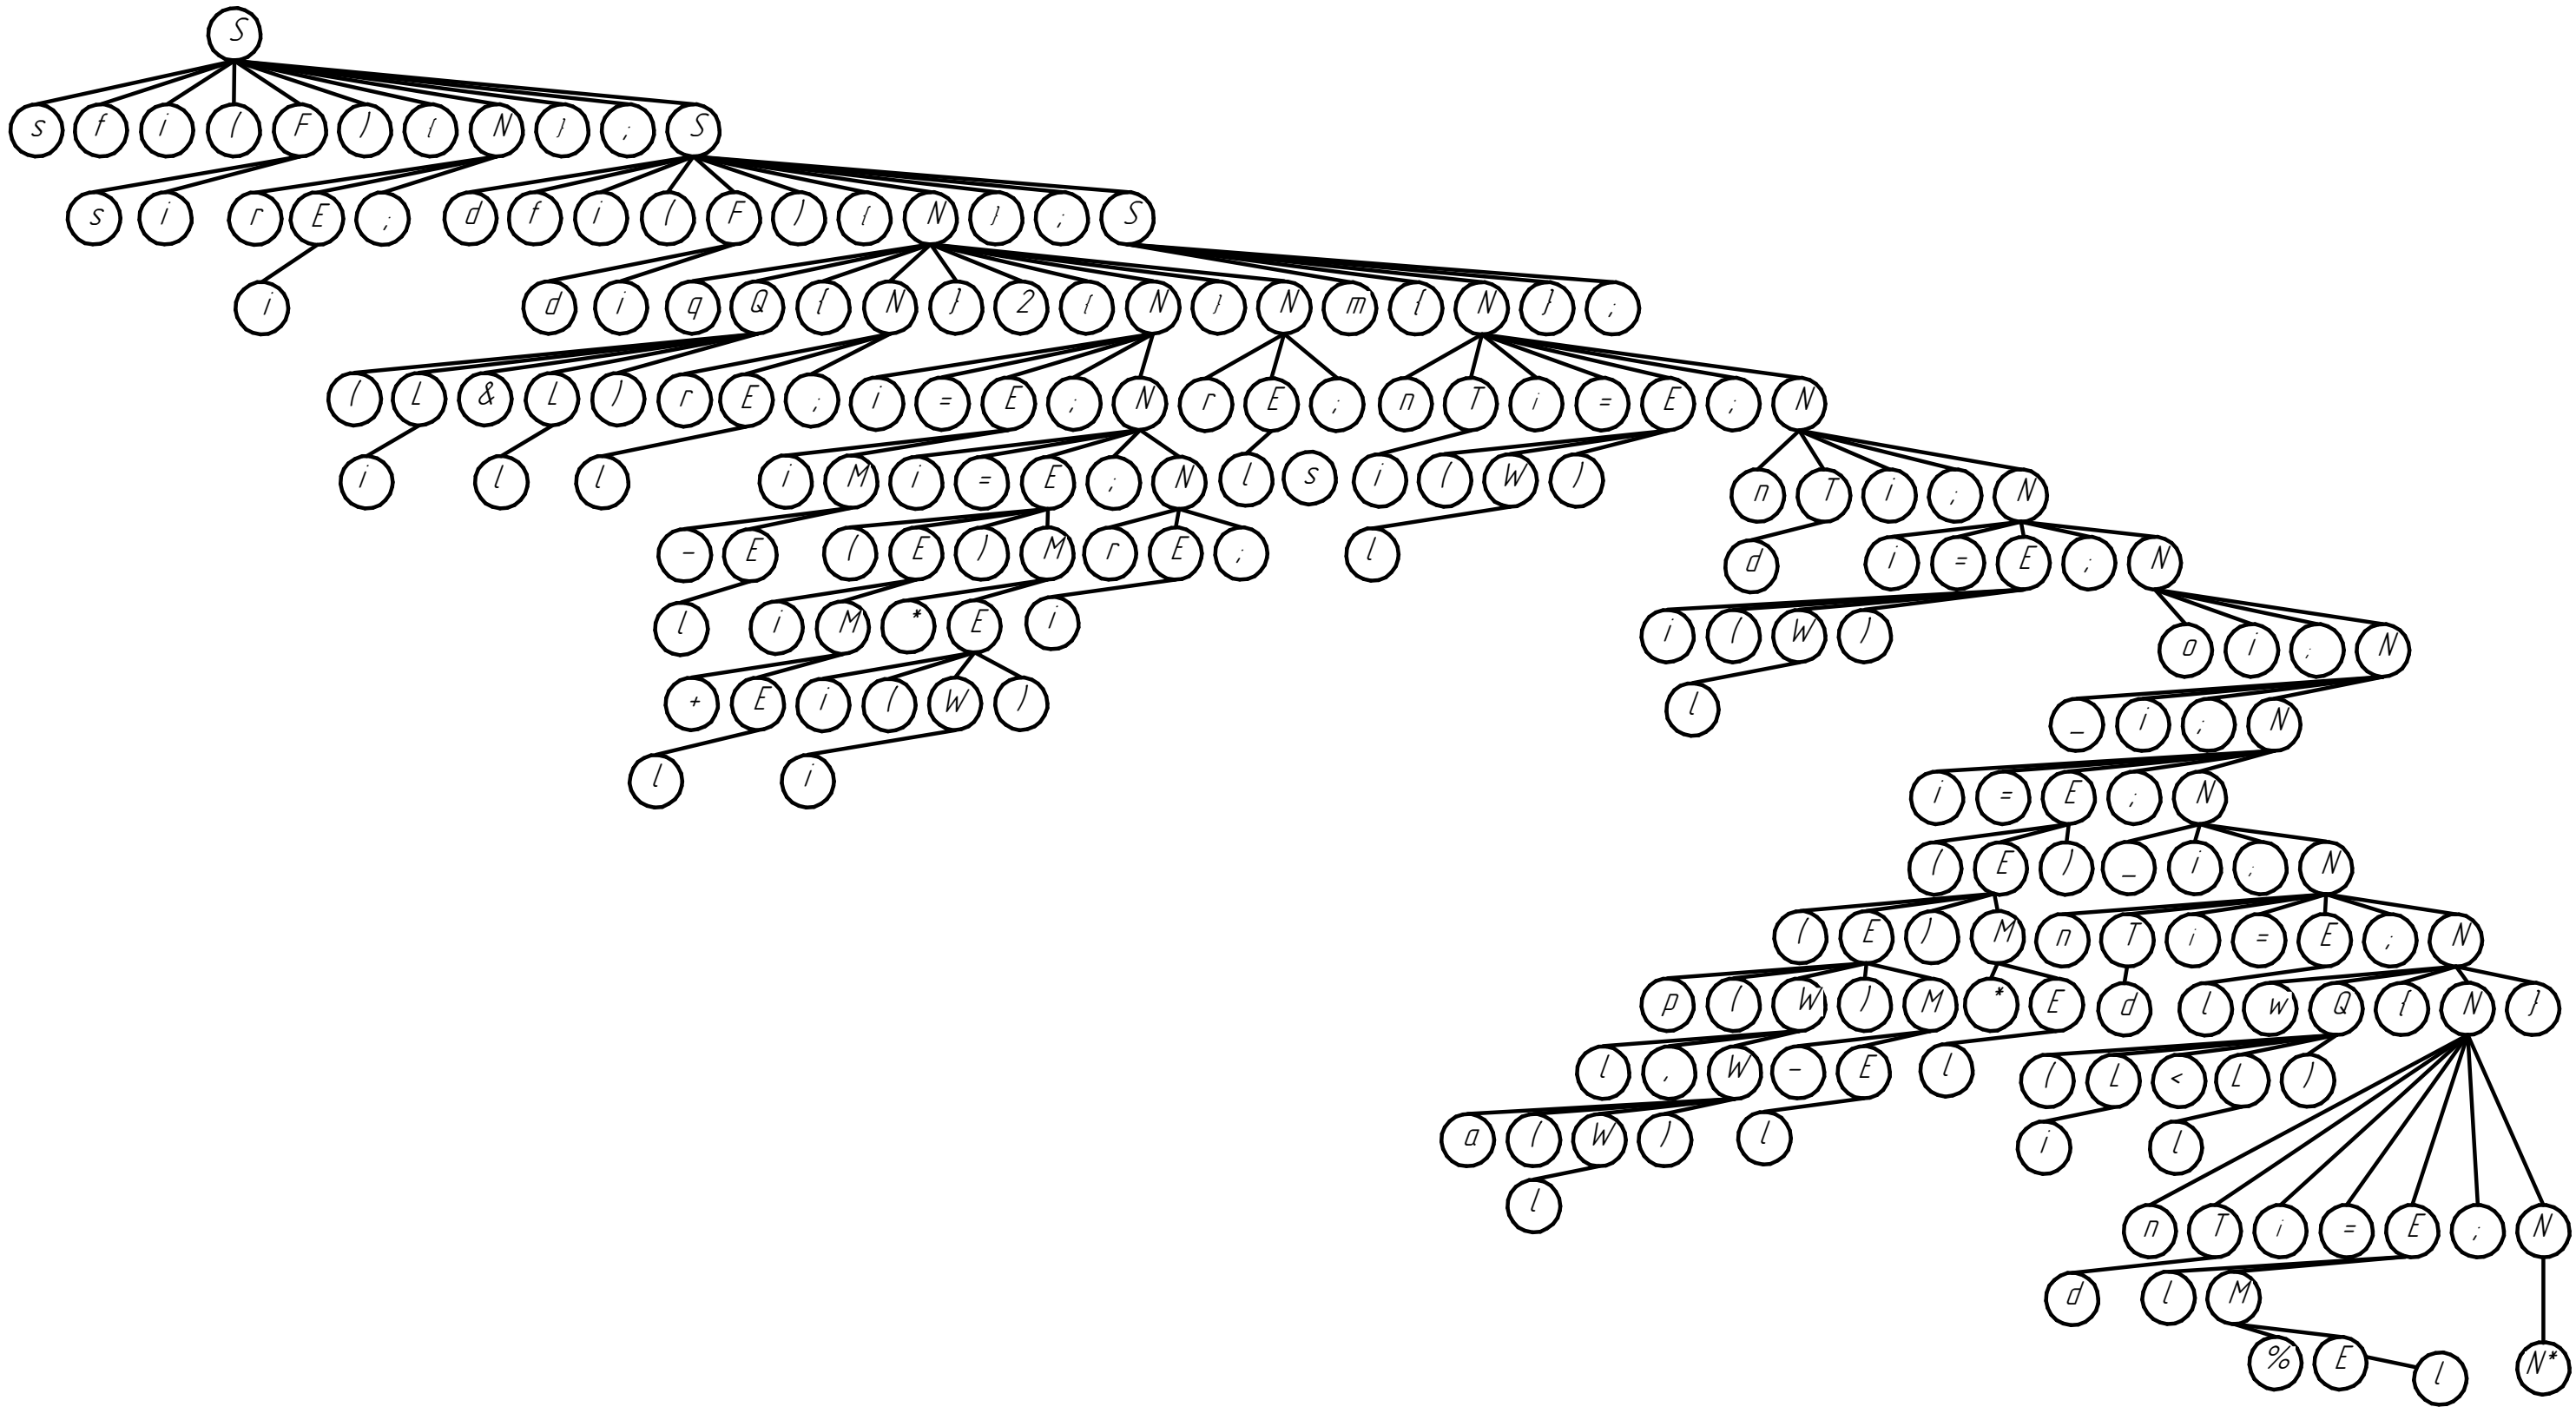 S
s f i ( F ) { N } ; S
s i r E ; d f i ( F ) { N } ; S
i d i q Q { N } 2 { N } N m { N } ;
( L & L ) r E ; i = E ; N r E ; n T i = E ; N
i l l i M i = E ; N l s i ( W ) n T i ; N
- E ( E ) M r E ; l d i = E ; N
l i M * E i i ( W ) o i ; N
+ E i ( W ) l _ i ; N
l i i = E ; N
( E ) _ i ; N
( E ) M n T i = E ; N
p ( W ) M * E d l w Q { N }
l , W - E l ( L < L )
a ( W ) l i l
l n T i = E ; N
d l M
% E l N*